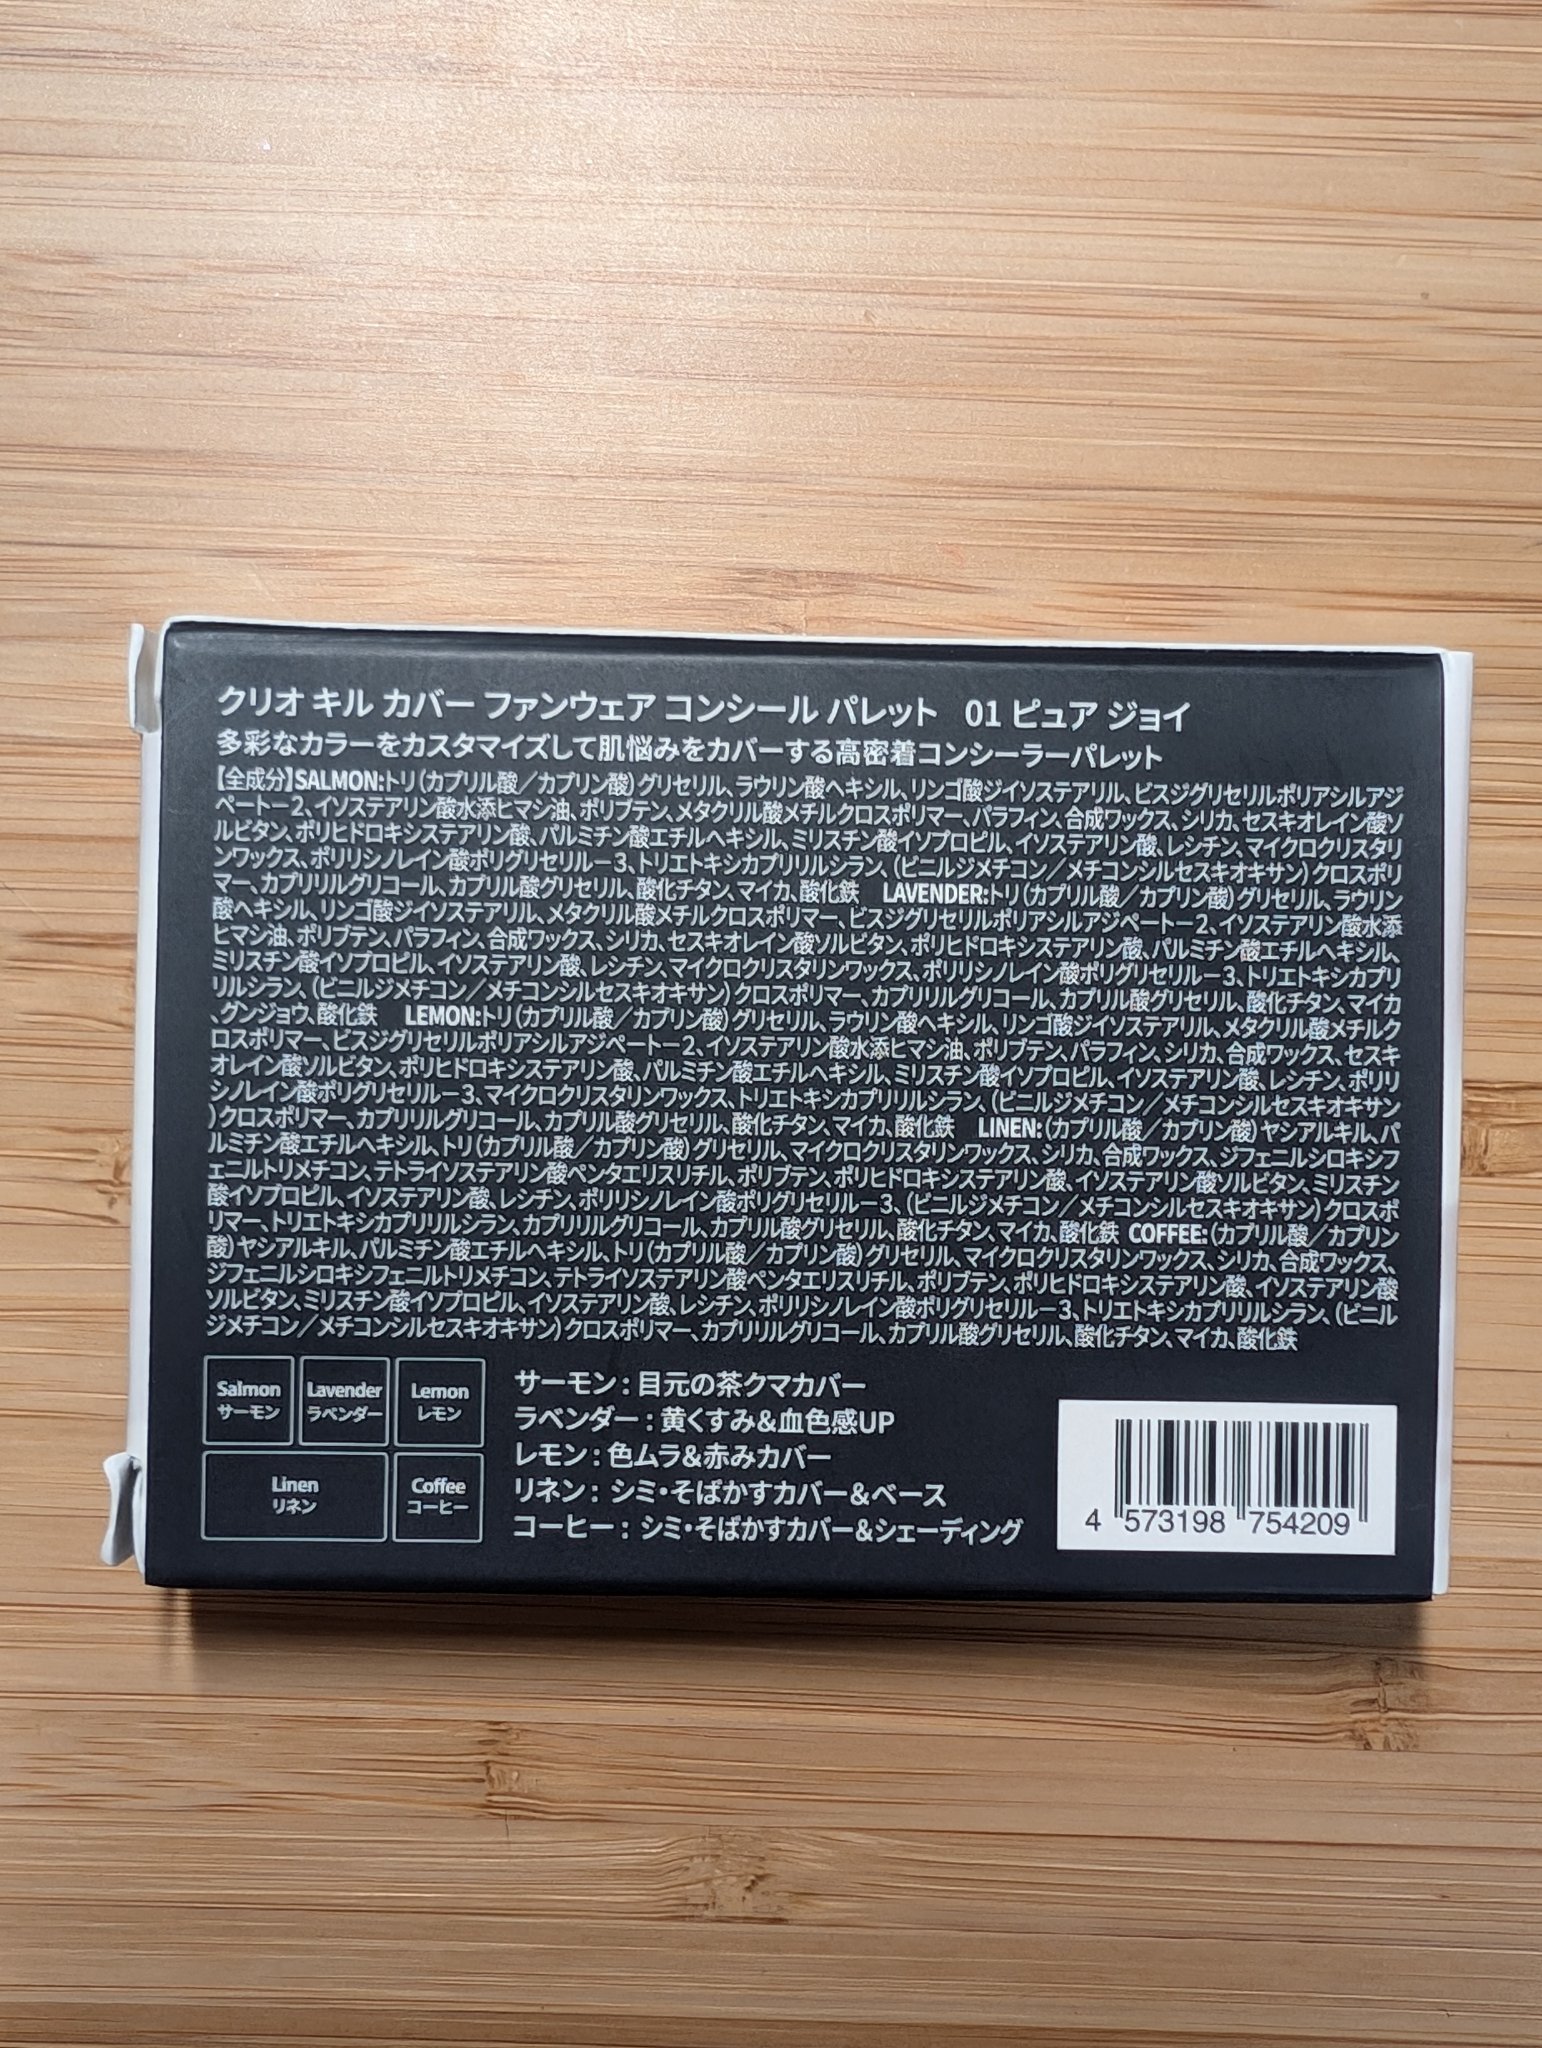 クリオ キル カバー ファンウェア コンシール パレット　01 ピュア ジョイ
多彩なカラーをカスタマイズして肌悩みをカバーする高密着コンシーラーパレット
【全成分】SALMON:トリ（カプリル酸／カプリン酸）グリセリル、ラウリン酸ヘキシル、リンゴ酸ジイソステアリル、ビスジグリセリルポリアシルアジ
ペートー2、イソステアリン酸水添ヒマシ油、ポリブテン、メタクリル酸メチルクロスポリマー、パラフィン、合成ワックス、シリカ、セスキオレイン酸ソ
ルビタン、ポリヒドロキシステアリン酸、パルミチン酸エチルヘキシル、ミリスチン酸イソプロピル、イソステアリン酸、レシチン、マイクロクリスタリ
ンワックス、ポリリシノレイン酸ポリグリセリルー3、トリエトキシカプリリルシラン、（ビニルジメチコン／メチコンシルセスキオキサン）クロスポリ
マー、カプリリルグリコール、カプリル酸グリセリル、酸化チタン、マイカ、酸化鉄　LAVENDER:トリ（カプリル酸／カプリン酸）グリセリル、ラウリン
酸ヘキシル、リンゴ酸ジイソステアリル、メタクリル酸メチルクロスポリマー、ビスジグリセリルポリアシルアジペートー2、イソステアリン酸水添
ヒマシ油、ポリブテン、パラフィン、合成ワックス、シリカ、セスキオレイン酸ソルビタン、ポリヒドロキシステアリン酸、パルミチン酸エチルヘキシル、
ミリスチン酸イソプロピル、イソステアリン酸、レシチン、マイクロクリスタリンワックス、ポリリシノレイン酸ポリグリセリルー3、トリエトキシカプリ
リルシラン、（ビニルジメチコン／メチコンシルセスキオキサン）クロスポリマー、カプリリルグリコール、カプリル酸グリセリル、酸化チタン、マイカ
、グンジョウ、酸化鉄　LEMON:トリ（カプリル酸／カプリン酸）グリセリル、ラウリン酸ヘキシル、リンゴ酸ジイソステアリル、メタクリル酸メチルク
ロスポリマー、ビスジグリセリルポリアシルアジペートー2、イソステアリン酸水添ヒマシ油、ポリブテン、パラフィン、シリカ、合成ワックス、セスキ
オレイン酸ソルビタン、ポリヒドロキシステアリン酸、パルミチン酸エチルヘキシル、ミリスチン酸イソプロピル、イソステアリン酸、レシチン、ポリリ
シノレイン酸ポリグリセリルー3、マイクロクリスタリンワックス、トリエトキシカプリリルシラン、（ビニルジメチコン／メチコンシルセスキオキサン
）クロスポリマー、カプリリルグリコール、カプリル酸グリセリル、酸化チタン、マイカ、酸化鉄　LINEN:（カプリル酸／カプリン酸）ヤシアルキル、パ
ルミチン酸エチルヘキシル、トリ（カプリル酸／カプリン酸）グリセリル、マイクロクリスタリンワックス、シリカ、合成ワックス、ジフェニルシロキシフ
ェニルトリメチコン、テトライソステアリン酸ペンタエリスリチル、ポリブテン、ポリヒドロキシステアリン酸、イソステアリン酸ソルビタン、ミリスチン
酸イソプロピル、イソステアリン酸、レシチン、ポリリシノレイン酸ポリグリセリルー3、（ビニルジメチコン／メチコンシルセスキオキサン）クロスポ
リマー、トリエトキシカプリリルシラン、カプリリルグリコール、カプリル酸グリセリル、酸化チタン、マイカ、酸化鉄 COFFEE:（カプリル酸／カプリン
酸）ヤシアルキル、パルミチン酸エチルヘキシル、トリ（カプリル酸／カプリン酸）グリセリル、マイクロクリスタリンワックス、シリカ、合成ワックス、
ジフェニルシロキシフェニルトリメチコン、テトライソステアリン酸ペンタエリスリチル、ポリブテン、ポリヒドロキシステアリン酸、イソステアリン酸
ソルビタン、ミリスチン酸イソプロピル、イソステアリン酸、レシチン、ポリリシノレイン酸ポリグリセリルー3、トリエトキシカプリリルシラン、（ビニ
ルジメチコン／メチコンシルセスキオキサン）クロスポリマー、カプリリルグリコール、カプリル酸グリセリル、酸化チタン、マイカ、酸化鉄
Salmon
サーモン
Lavender
ラベンダー
Lemon
レモン
Linen
リネン
Coffee
コーヒー
サーモン : 目元の茶クマカバー
ラベンダー : 黄くすみ&血色感UP
レモン : 色ムラ&赤みカバー
リネン : シミ・そばかすカバー&ベース
コーヒー : シミ・そばかすカバー&シェーディング
4 573198 754209